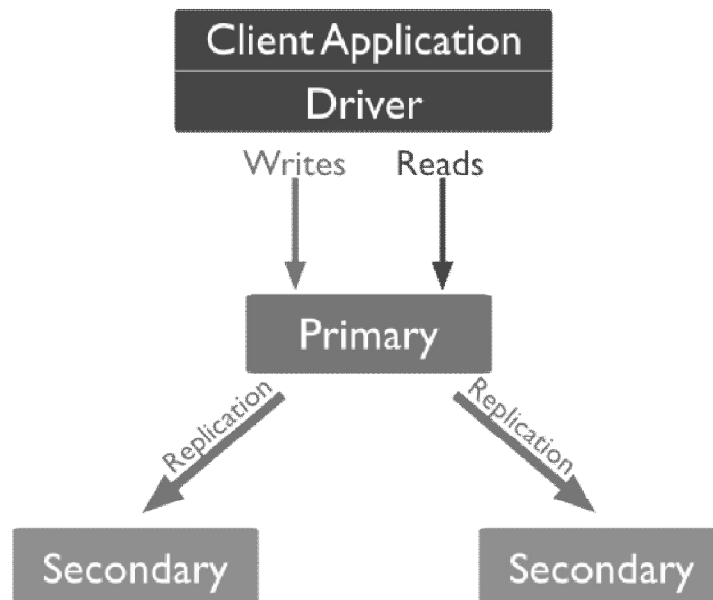 Client Application
Driver
Writes Reads
Primary
Replication Replication
Secondary Secondary